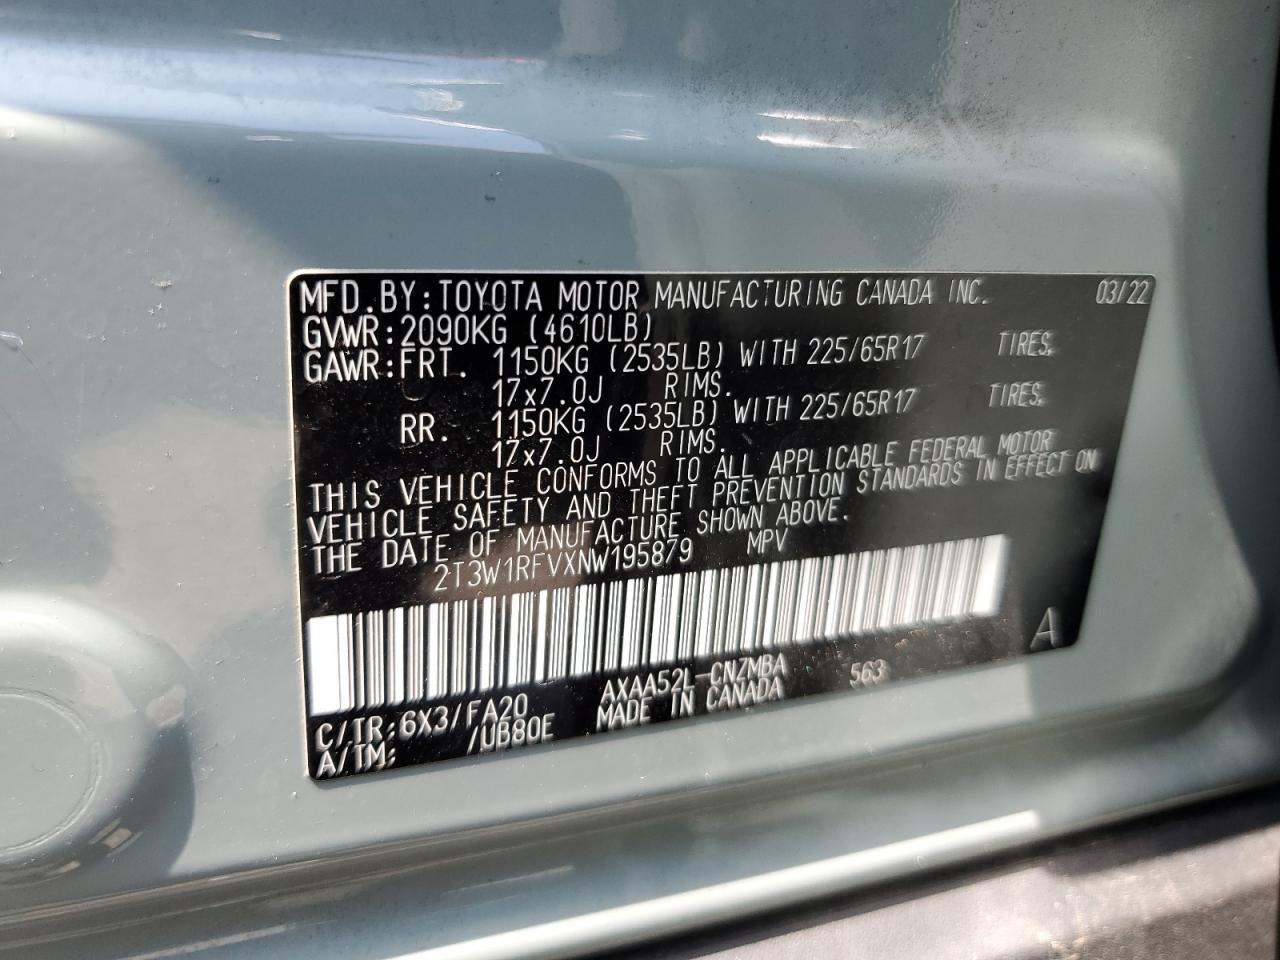 MFD.BY:TOYOTA MOTOR MANUFACTURING CANADA INC. 03/22
GVWR:2090KG (4610LB)
GAWR:FRT. 1150KG (2535LB) WITH 225/65R17 TIRES,
17x7.0J RIMS.
RR. 1150KG (2535LB) WITH 225/65R17 TIRES,
17x7.0J RIMS.
THIS VEHICLE CONFORMS TO ALL APPLICABLE FEDERAL MOTOR
VEHICLE SAFETY AND THEFT PREVENTION STANDARDS IN EFFECT ON
THE DATE OF MANUFACTURE SHOWN ABOVE.
2T3W1RFVXNW195879 MPV
A
C/TR:6X3/FA20 AXAA52L-CNZMBA 563
A/TM: /UB80E MADE IN CANADA